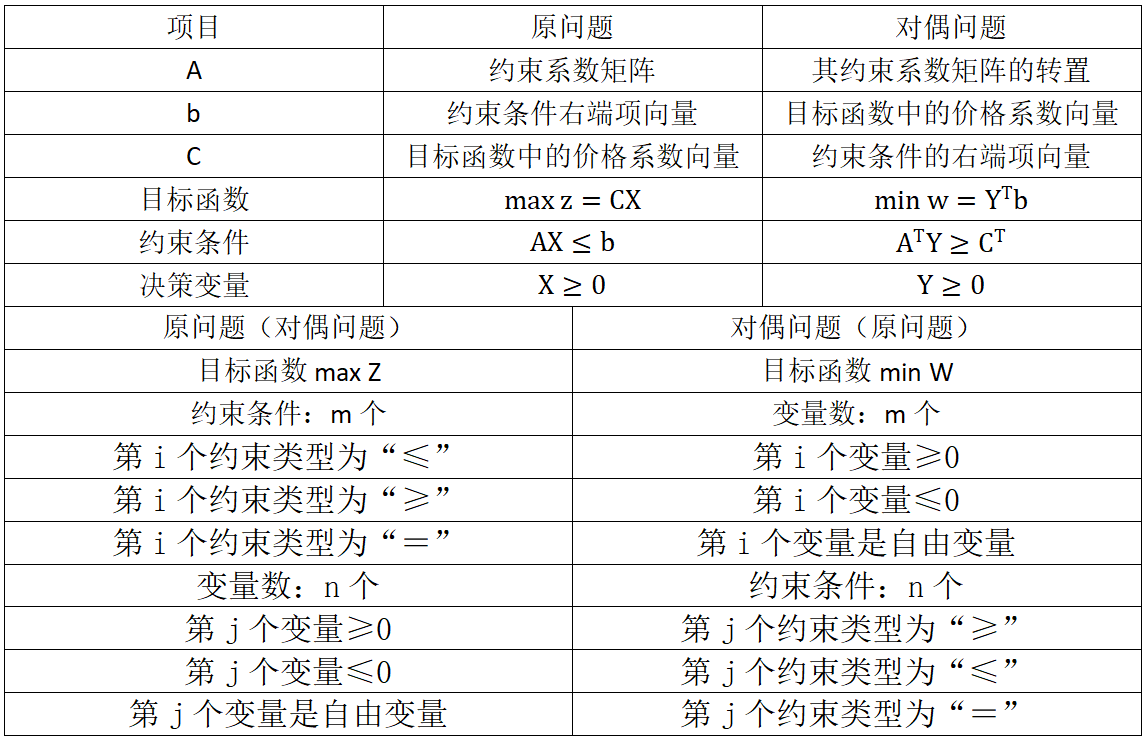 项目 原问题 对偶问题
A 约束系数矩阵 其约束系数矩阵的转置
b 约束条件右端项向量 目标函数中的价格系数向量
C 目标函数中的价格系数向量 约束条件的右端项向量
目标函数 max z = CX min w = Yᵀb
约束条件 AX ≤ b AᵀY ≥ Cᵀ
决策变量 X ≥ 0 Y ≥ 0
原问题（对偶问题） 对偶问题（原问题）
目标函数 max Z 目标函数 min W
约束条件：m 个 变量数：m 个
第 i 个约束类型为“≤” 第 i 个变量≥0
第 i 个约束类型为“≥” 第 i 个变量≤0
第 i 个约束类型为“＝” 第 i 个变量是自由变量
变量数：n 个 约束条件：n 个
第 j 个变量≥0 第 j 个约束类型为“≥”
第 j 个变量≤0 第 j 个约束类型为“≤”
第 j 个变量是自由变量 第 j 个约束类型为“＝”